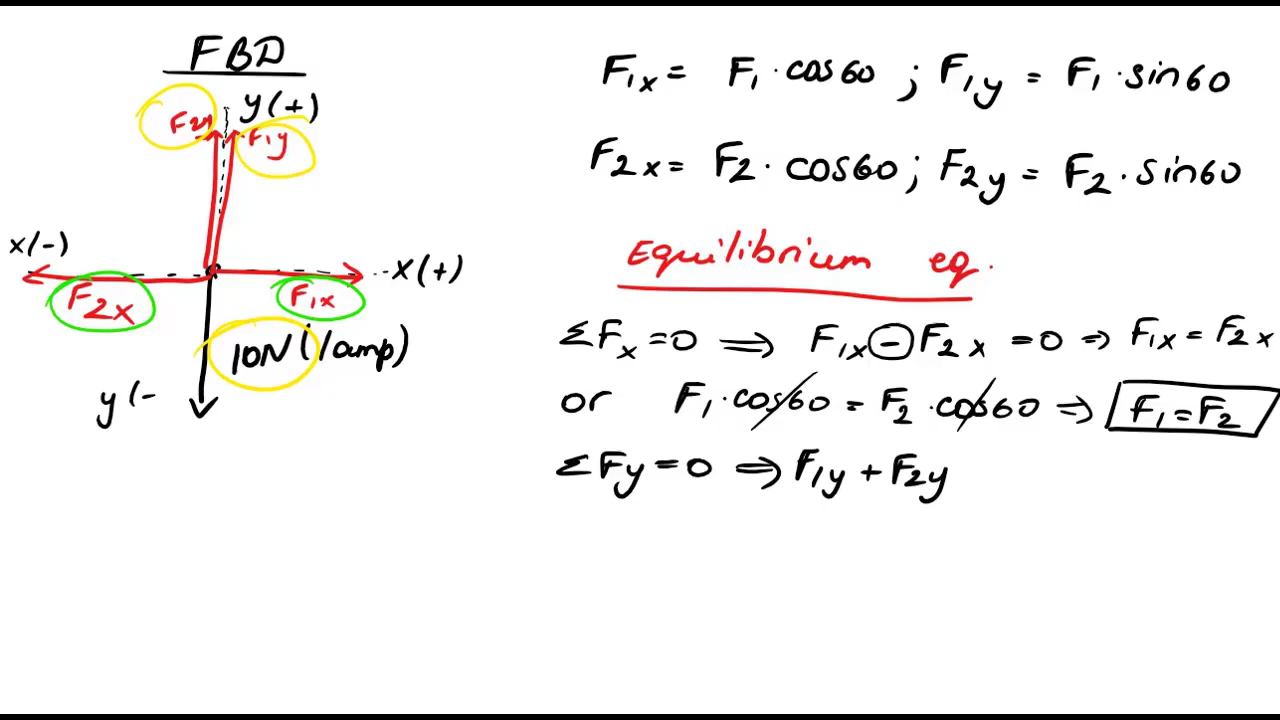 FBD
y(+)
F2y
F1y
x(-)
x(+)
F2x
F1x
10N (lamp)
y(-
F1x = F1 · cos60 ; F1y = F1 · sin60
F2x = F2 · cos60 ; F2y = F2 · sin60
Equilibrium eq.
ΣFx = 0 ⟹ F1x - F2x = 0 ⇒ F1x = F2x
or F1 · cos60 = F2 · cos60 ⇒ F1 = F2
ΣFy = 0 ⟹ F1y + F2y